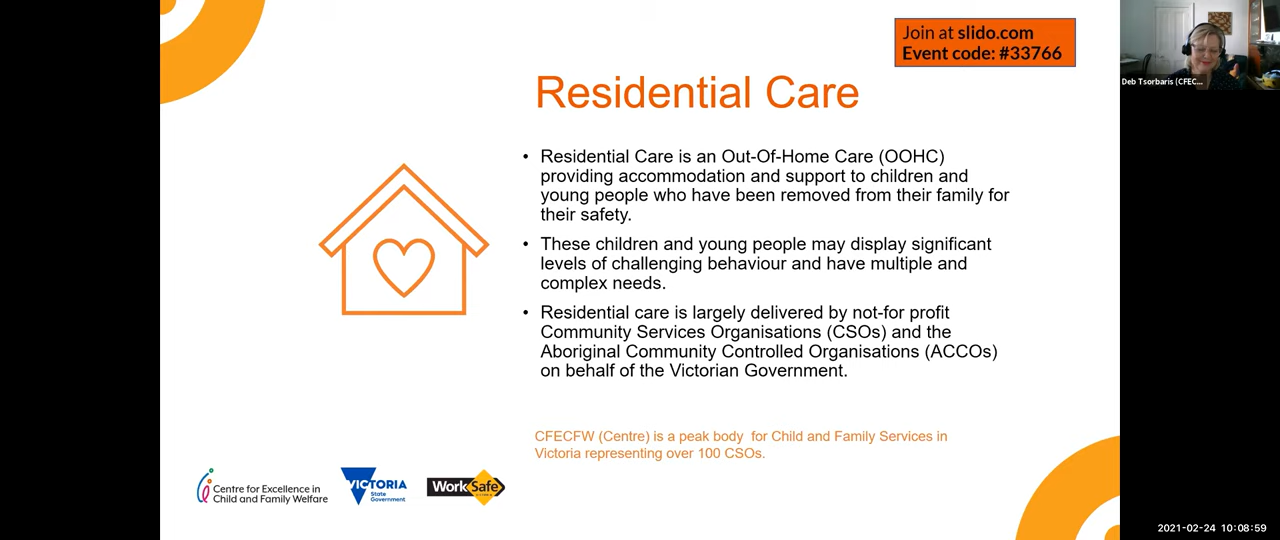 Join at slido.com
Event code: #33766
Deb Tsorbaris (CFEC...
Residential Care
• Residential Care is an Out-Of-Home Care (OOHC)
providing accommodation and support to children and
young people who have been removed from their family for
their safety.
• These children and young people may display significant
levels of challenging behaviour and have multiple and
complex needs.
• Residential care is largely delivered by not-for profit
Community Services Organisations (CSOs) and the
Aboriginal Community Controlled Organisations (ACCOs)
on behalf of the Victorian Government.
CFECFW (Centre) is a peak body for Child and Family Services in
Victoria representing over 100 CSOs.
Centre for Excellence in
Child and Family Welfare
VICTORIA
State
Government
WorkSafe
2021-02-24 10:08:59